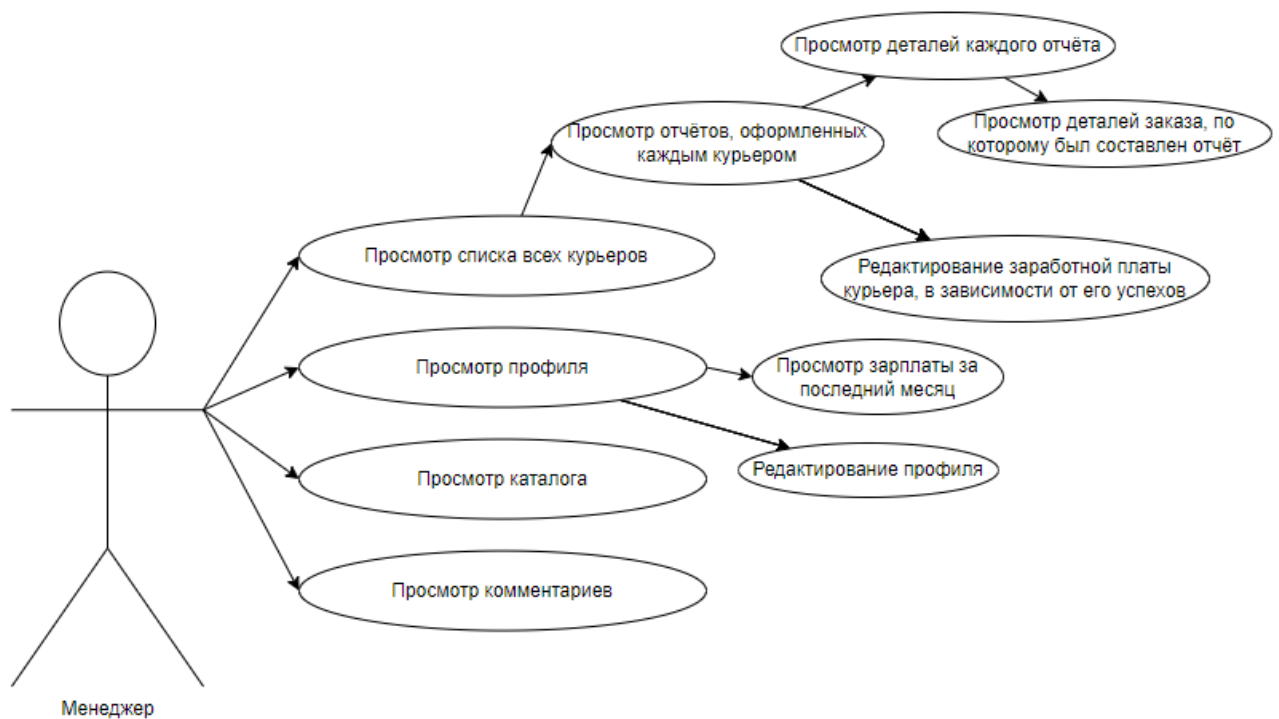 Просмотр деталей каждого отчёта
Просмотр деталей заказа, по
которому был составлен отчёт
Просмотр отчётов, оформленных
каждым курьером
Просмотр списка всех курьеров
Редактирование заработной платы
курьера, в зависимости от его успехов
Просмотр профиля
Просмотр зарплаты за
последний месяц
Редактирование профиля
Просмотр каталога
Просмотр комментариев
Менеджер